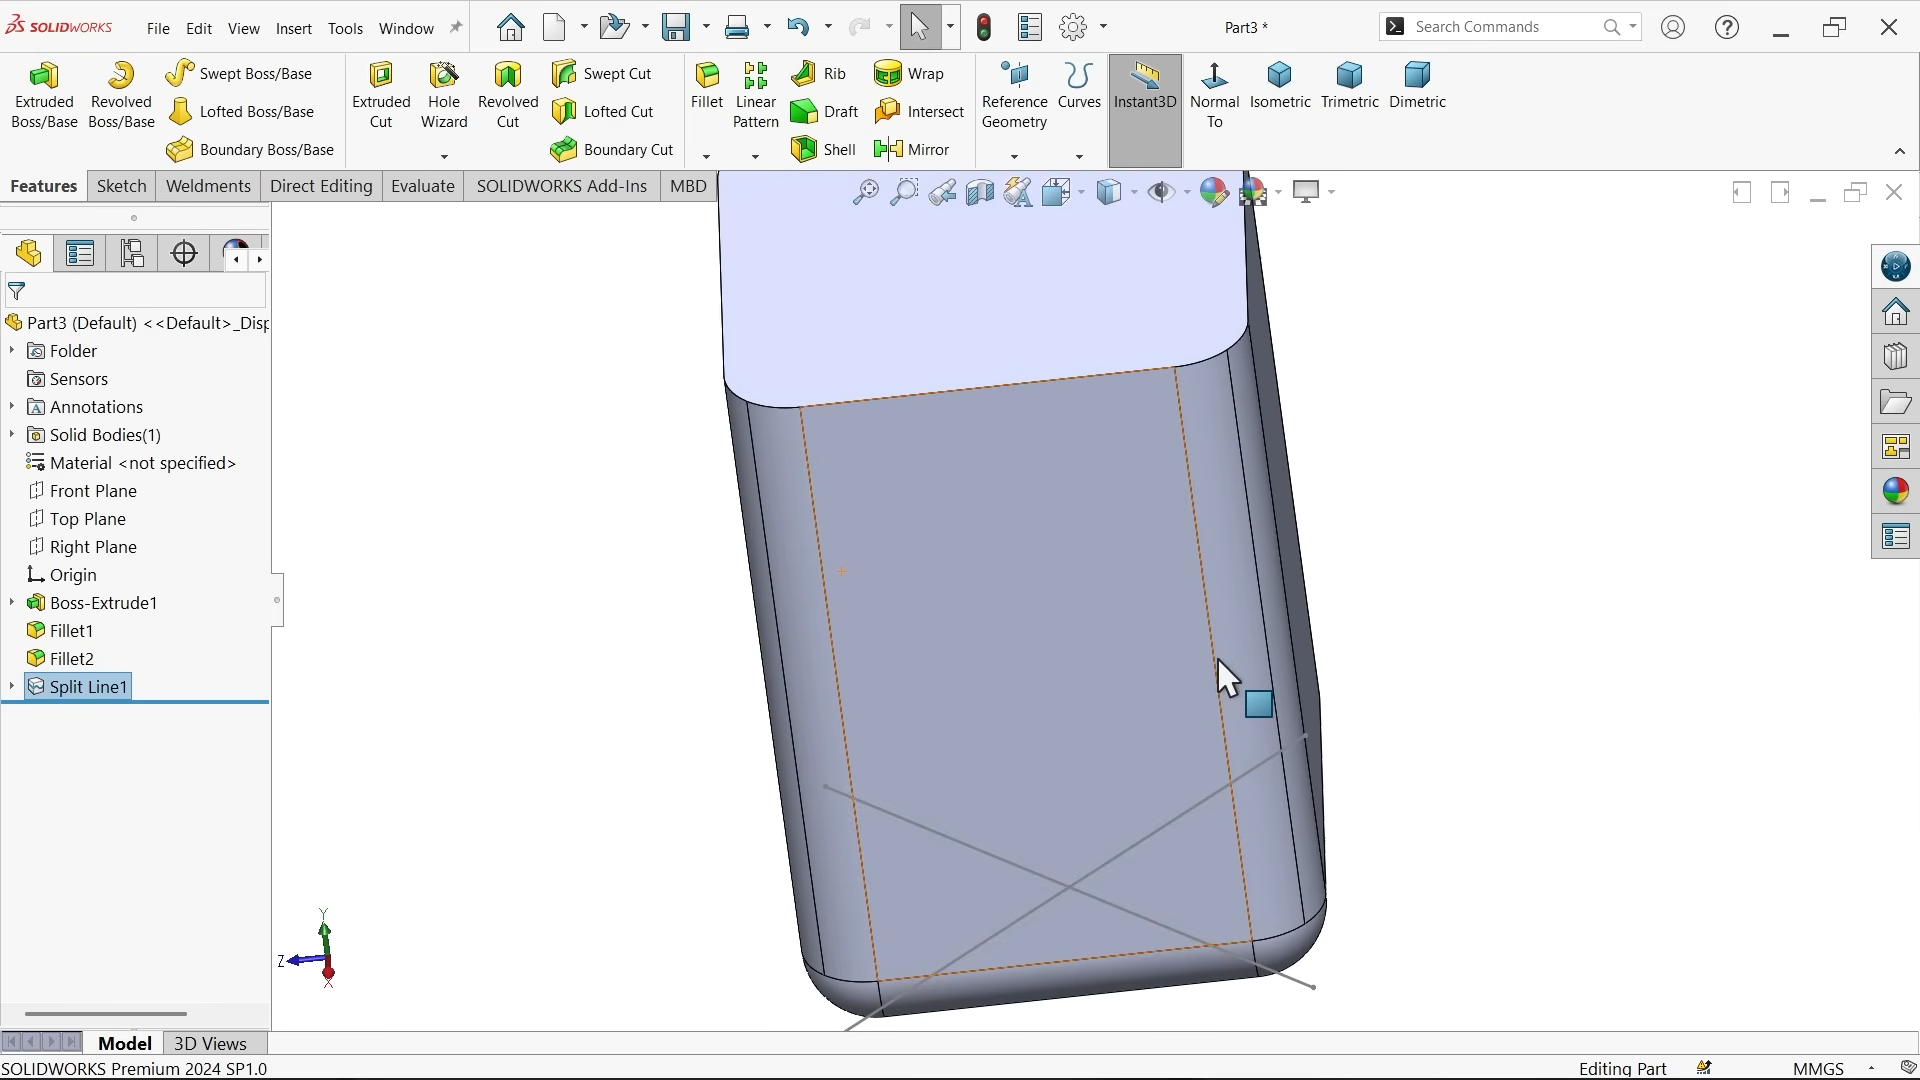 SOLIDWORKS File Edit View Insert Tools Window Part3 * Search Commands
Extruded Boss/Base
Revolved Boss/Base
Swept Boss/Base
Lofted Boss/Base
Boundary Boss/Base
Extruded Cut
Hole Wizard
Revolved Cut
Swept Cut
Lofted Cut
Boundary Cut
Fillet
Linear Pattern
Rib
Draft
Shell
Wrap
Intersect
Mirror
Reference Geometry
Curves
Instant3D
Normal To
Isometric
Trimetric
Dimetric
Features Sketch Weldments Direct Editing Evaluate SOLIDWORKS Add-Ins MBD
Part3 (Default) <<Default>_Disp
Folder
Sensors
Annotations
Solid Bodies(1)
Material <not specified>
Front Plane
Top Plane
Right Plane
Origin
Boss-Extrude1
Fillet1
Fillet2
Split Line1
Y
Z
X
Model 3D Views
SOLIDWORKS Premium 2024 SP1.0 Editing Part MMGS